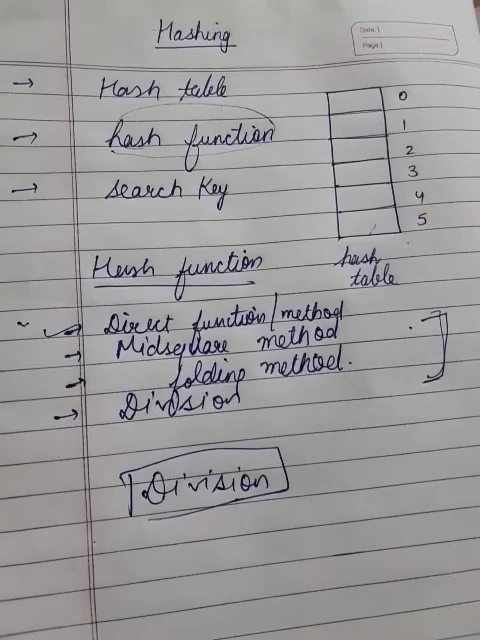 Hashing
Date:
Page:
→ Hash table
→ hash function
→ search key
0
1
2
3
4
5
hash
table
Hash function
→ Direct function/method
→ Midsquare method
→ folding method.
→ Division
Division